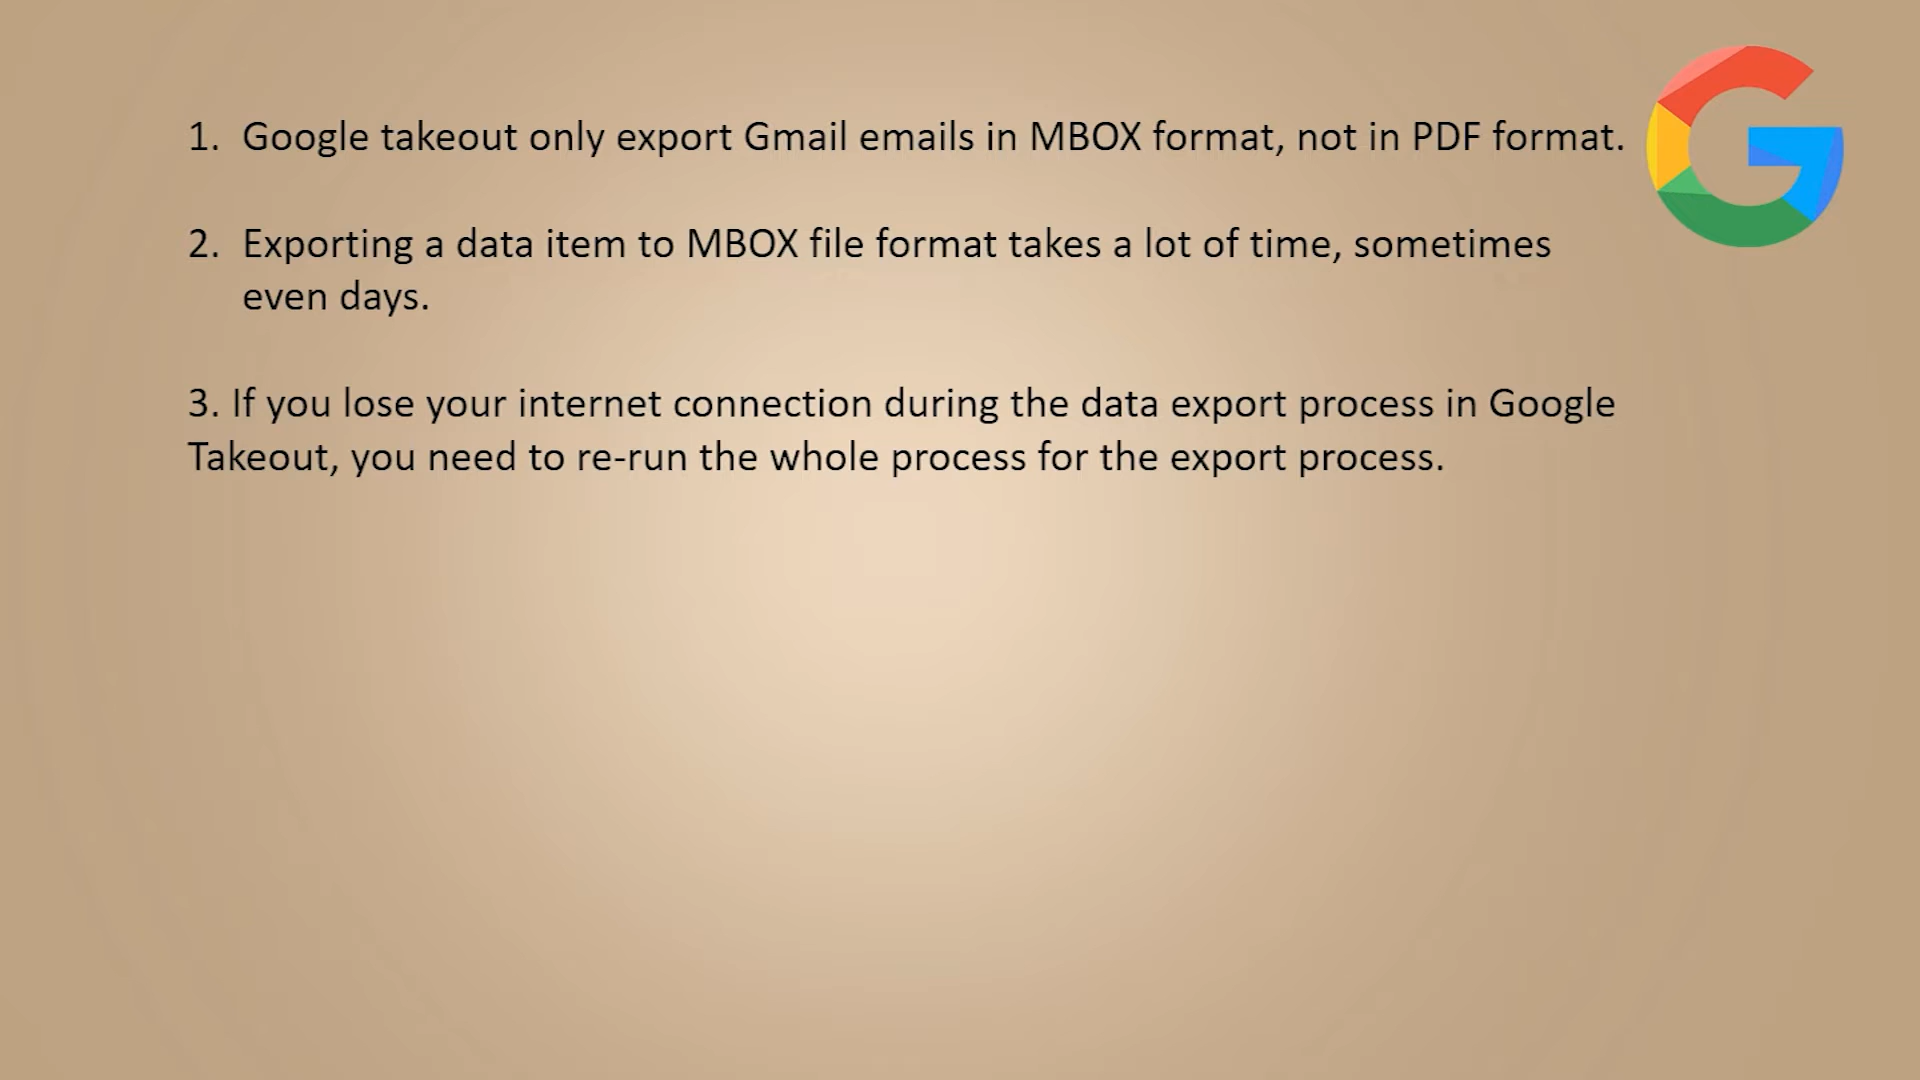 1. Google takeout only export Gmail emails in MBOX format, not in PDF format.
2. Exporting a data item to MBOX file format takes a lot of time, sometimes
even days.
3. If you lose your internet connection during the data export process in Google
Takeout, you need to re-run the whole process for the export process.